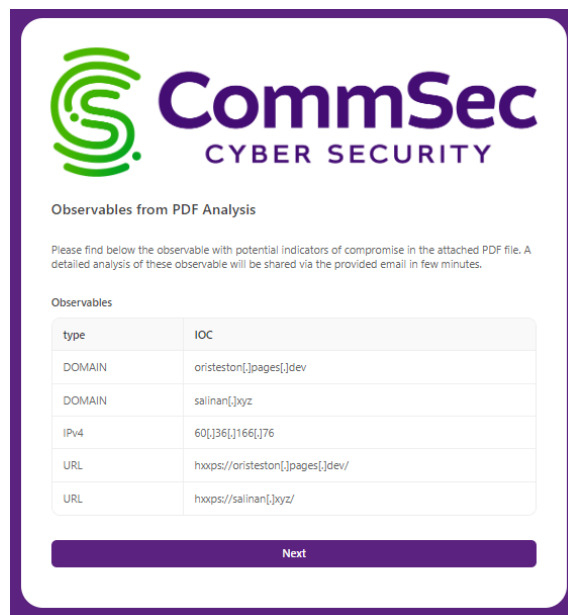 CommSec
CYBER SECURITY
Observables from PDF Analysis
Please find below the observable with potential indicators of compromise in the attached PDF file. A
detailed analysis of these observable will be shared via the provided email in few minutes.
Observables
type IOC
DOMAIN oristeston[.]pages[.]dev
DOMAIN salinan[.]xyz
IPv4 60[.]36[.]166[.]76
URL hxxps://oristeston[.]pages[.]dev/
URL hxxps://salinan[.]xyz/
Next